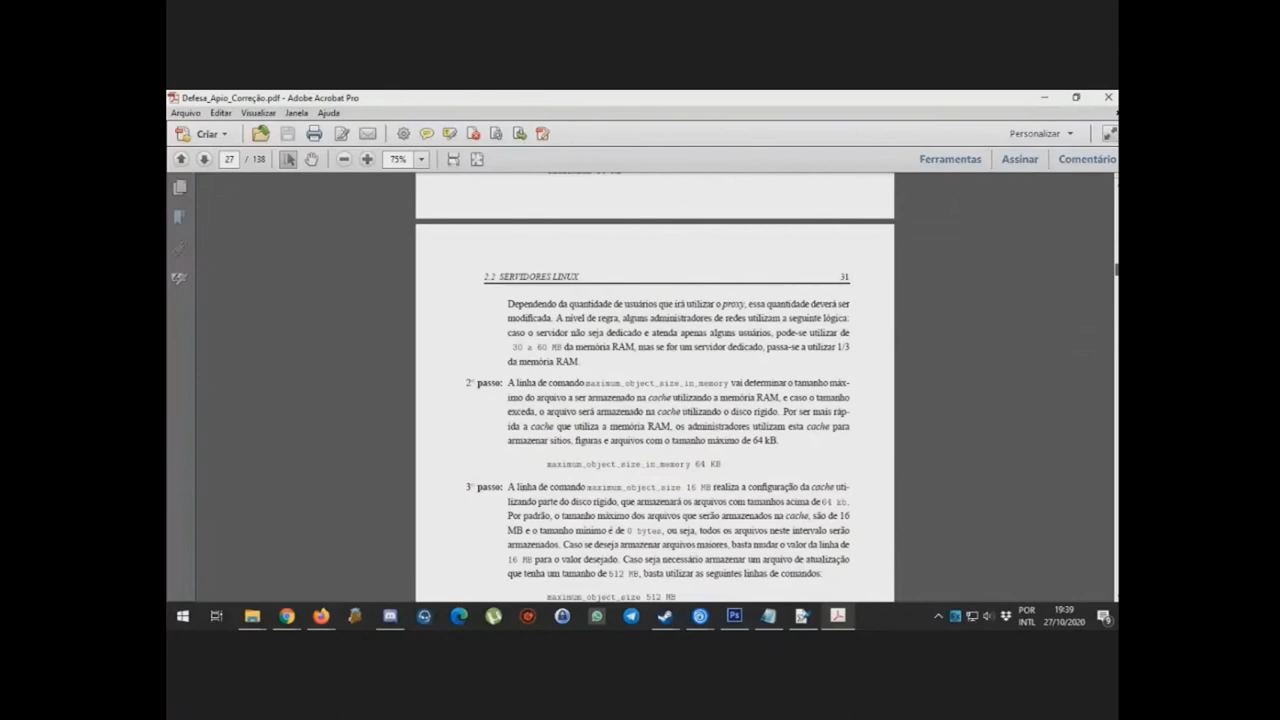 Defesa_Apio_Correção.pdf - Adobe Acrobat Pro
Arquivo Editar Visualizar Janela Ajuda
Criar Personalizar
27 / 138 75% Ferramentas Assinar Comentário
2.2 SERVIDORES LINUX 31
Dependendo da quantidade de usuários que irá utilizar o proxy, essa quantidade deverá ser
modificada. A nível de regra, alguns administradores de redes utilizam a seguinte lógica:
caso o servidor não seja dedicado e atenda apenas alguns usuários, pode-se utilizar de
30 a 60 MB da memória RAM, mas se for um servidor dedicado, passa-se a utilizar 1/3
da memória RAM.
2° passo: A linha de comando maximum_object_size_in_memory vai determinar o tamanho máx-
imo do arquivo a ser armazenado na cache utilizando a memória RAM, e caso o tamanho
exceda, o arquivo será armazenado na cache utilizando o disco rígido. Por ser mais ráp-
ida a cache que utiliza a memória RAM, os administradores utilizam esta cache para
armazenar sítios, figuras e arquivos com o tamanho máximo de 64 kB.
maximum_object_size_in_memory 64 KB
3° passo: A linha de comando maximum_object_size 16 MB realiza a configuração da cache uti-
lizando parte do disco rígido, que armazenará os arquivos com tamanhos acima de 64 kb.
Por padrão, o tamanho máximo dos arquivos que serão armazenados na cache, são de 16
MB e o tamanho mínimo é de 0 bytes, ou seja, todos os arquivos neste intervalo serão
armazenados. Caso se deseja armazenar arquivos maiores, basta mudar o valor da linha de
16 MB para o valor desejado. Caso seja necessário armazenar um arquivo de atualização
que tenha um tamanho de 512 MB, basta utilizar as seguintes linhas de comandos:
maximum_object_size 512 MB
POR 19:39
INTL 27/10/2020